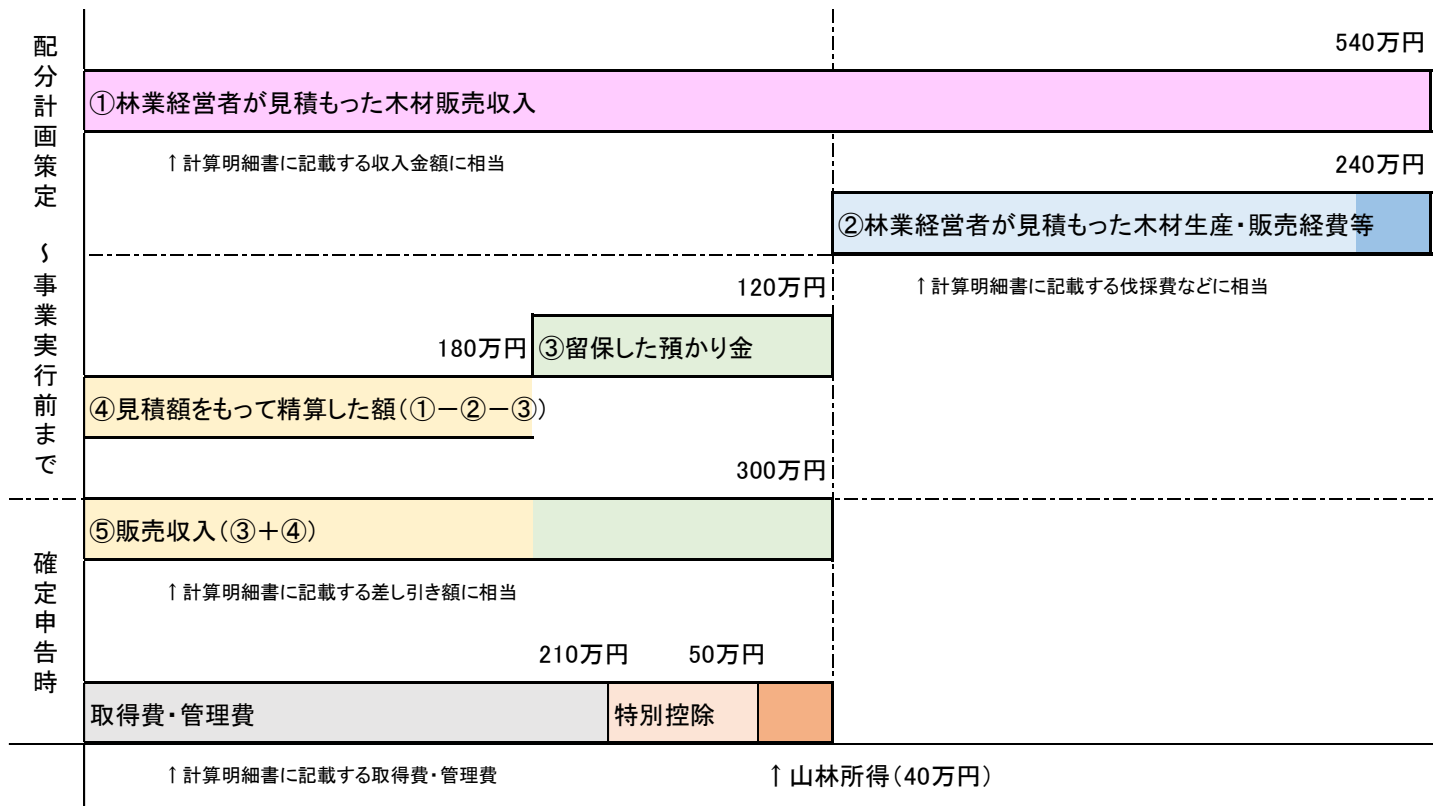 配分計画策定 ~ 事業実行前まで
540万円
①林業経営者が見積もった木材販売収入
↑計算明細書に記載する収入金額に相当
240万円
②林業経営者が見積もった木材生産・販売経費等
↑計算明細書に記載する伐採費などに相当
120万円
180万円
③留保した預かり金
④見積額をもって精算した額(①-②-③)
300万円
確定申告時
⑤販売収入(③+④)
↑計算明細書に記載する差し引き額に相当
210万円
50万円
取得費・管理費
特別控除
↑計算明細書に記載する取得費・管理費
↑山林所得(40万円)